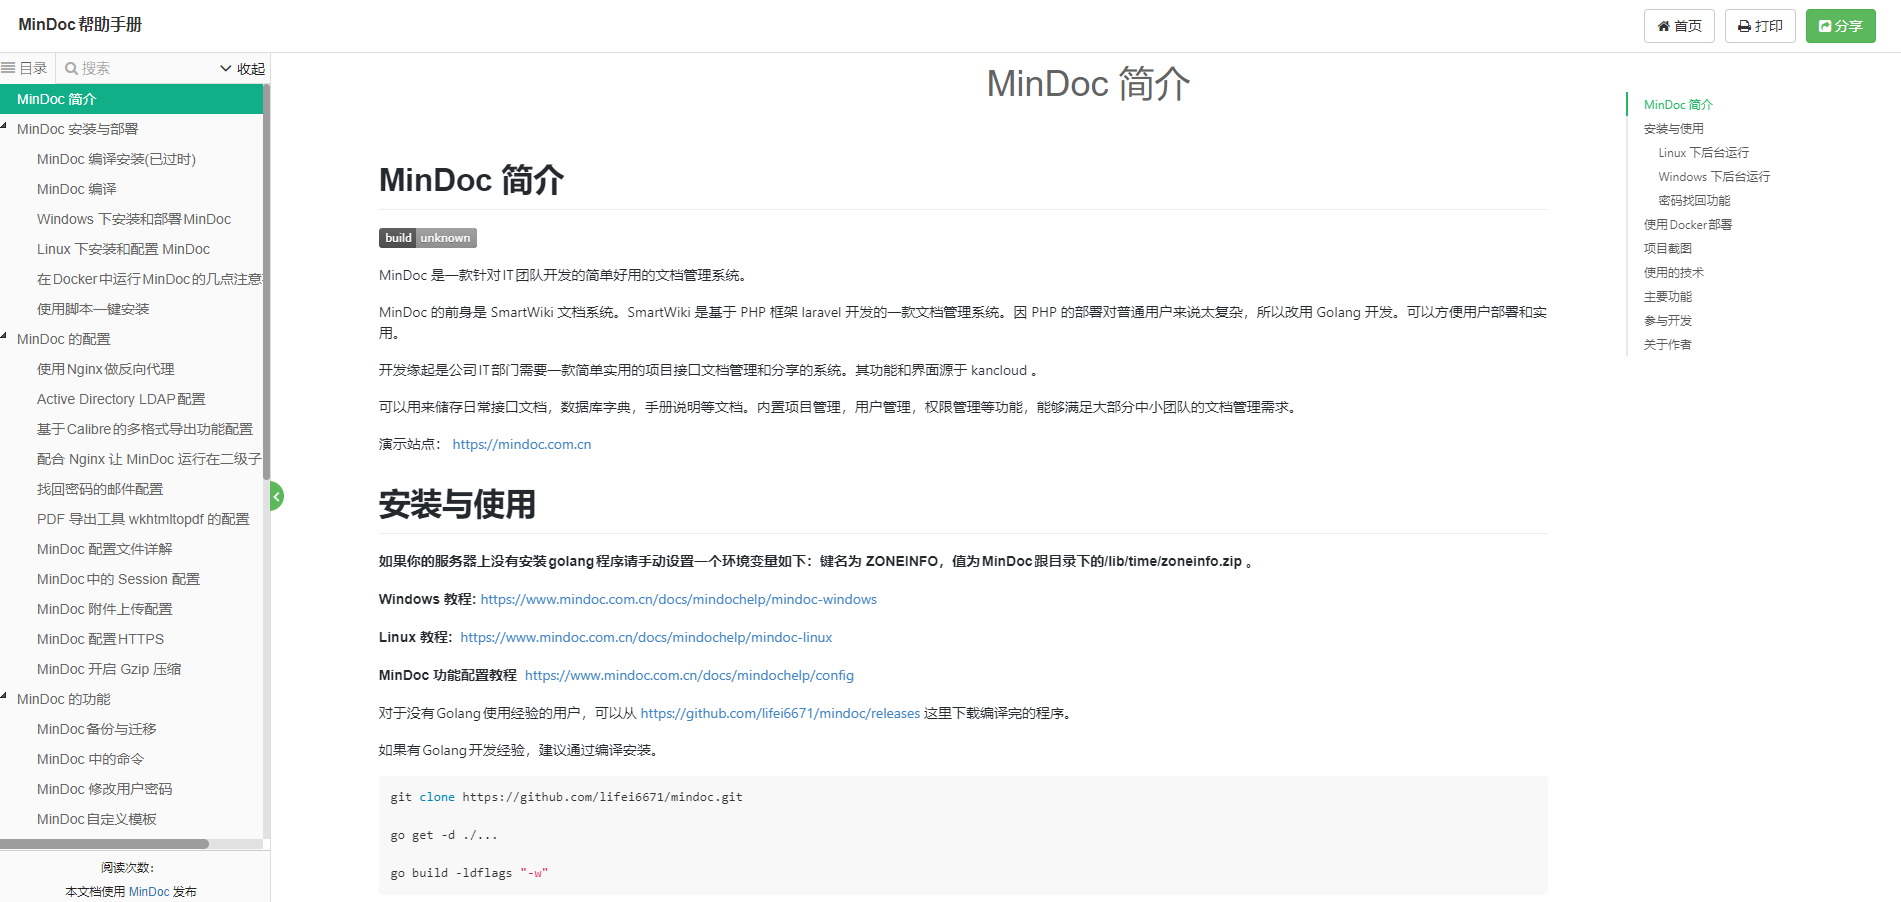 MinDoc帮助手册
首页
打印
分享
目录
搜索
收起
MinDoc 简介
MinDoc 安装与部署
MinDoc 编译安装(已过时)
MinDoc 编译
Windows 下安装和部署MinDoc
Linux 下安装和配置 MinDoc
在Docker中运行MinDoc的几点注意
使用脚本一键安装
MinDoc 的配置
使用Nginx做反向代理
Active Directory LDAP配置
基于Calibre的多格式导出功能配置
配合 Nginx 让 MinDoc 运行在二级子
找回密码的邮件配置
PDF 导出工具 wkhtmltopdf 的配置
MinDoc 配置文件详解
MinDoc中的 Session 配置
MinDoc 附件上传配置
MinDoc 配置HTTPS
MinDoc 开启 Gzip 压缩
MinDoc 的功能
MinDoc备份与迁移
MinDoc 中的命令
MinDoc 修改用户密码
MinDoc自定义模板
阅读次数：
本文档使用 MinDoc 发布
MinDoc 简介
MinDoc 简介
build unknown
MinDoc 是一款针对IT团队开发的简单好用的文档管理系统。
MinDoc 的前身是 SmartWiki 文档系统。SmartWiki 是基于 PHP 框架 laravel 开发的一款文档管理系统。因 PHP 的部署对普通用户来说太复杂，所以改用 Golang 开发。可以方便用户部署和实
用。
开发缘起是公司IT部门需要一款简单实用的项目接口文档管理和分享的系统。其功能和界面源于 kancloud 。
可以用来储存日常接口文档，数据库字典，手册说明等文档。内置项目管理，用户管理，权限管理等功能，能够满足大部分中小团队的文档管理需求。
演示站点： https://mindoc.com.cn
安装与使用
如果你的服务器上没有安装golang程序请手动设置一个环境变量如下：键名为 ZONEINFO，值为MinDoc跟目录下的/lib/time/zoneinfo.zip 。
Windows 教程: https://www.mindoc.com.cn/docs/mindochelp/mindoc-windows
Linux 教程： https://www.mindoc.com.cn/docs/mindochelp/mindoc-linux
MinDoc 功能配置教程 https://www.mindoc.com.cn/docs/mindochelp/config
对于没有Golang使用经验的用户，可以从 https://github.com/lifei6671/mindoc/releases 这里下载编译完的程序。
如果有Golang开发经验，建议通过编译安装。
git clone https://github.com/lifei6671/mindoc.git
go get -d ./...
go build -ldflags "-w"
MinDoc 简介
安装与使用
Linux 下后台运行
Windows 下后台运行
密码找回功能
使用Docker部署
项目截图
使用的技术
主要功能
参与开发
关于作者